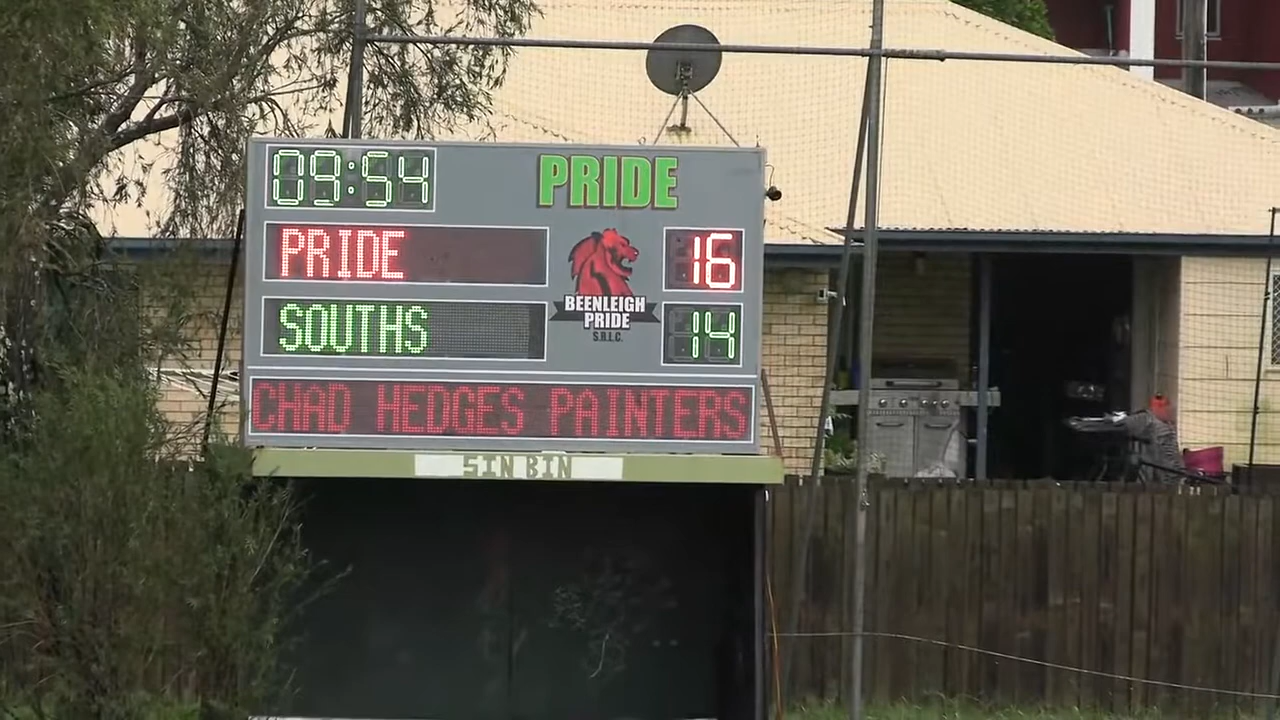 09:54 PRIDE
PRIDE 16
BEENLEIGH
PRIDE
S.R.L.C.
SOUTHS 14
CHAD HEDGES PAINTERS
SIN BIN